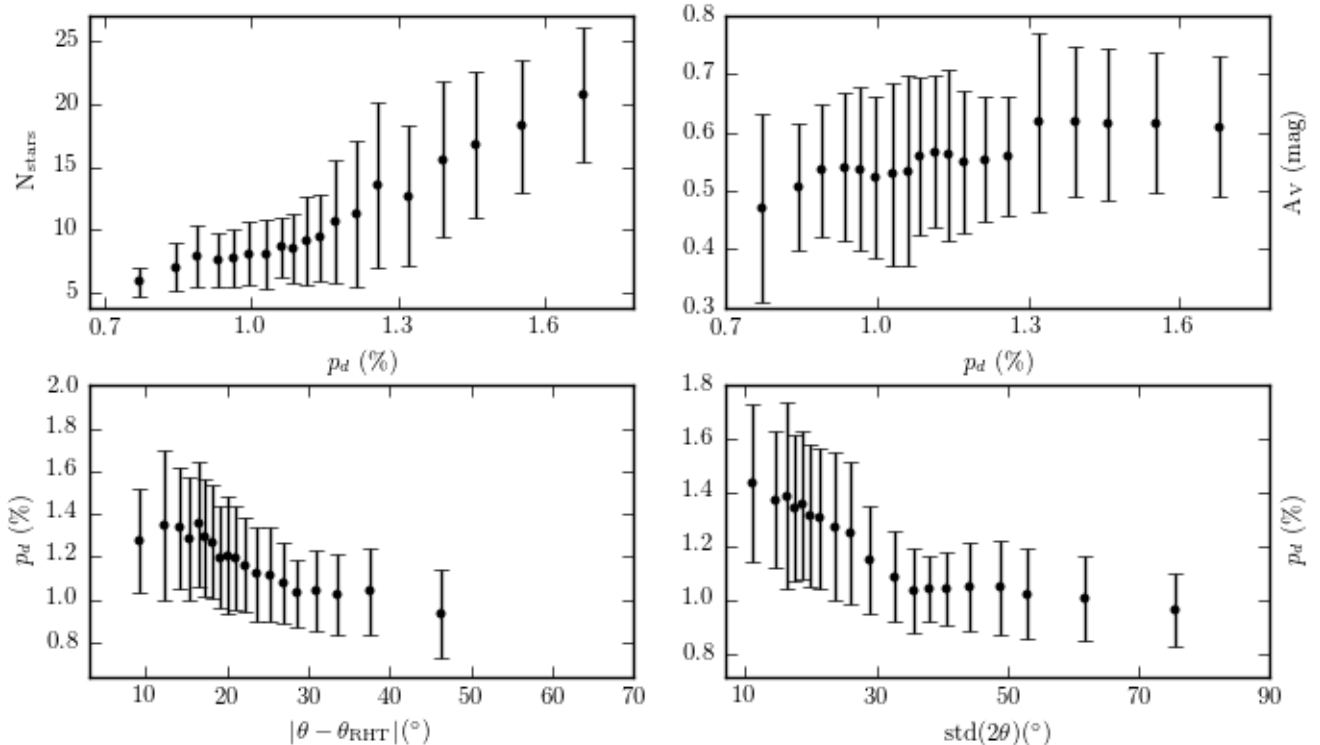 25
20
15
10
5
N_stars
0.7 1.0 1.3 1.6
p_d (%)
0.8
0.7
0.6
0.5
0.4
0.3
A_V (mag)
0.7 1.0 1.3 1.6
p_d (%)
2.0
1.8
1.6
1.4
1.2
1.0
0.8
p_d (%)
10 20 30 40 50 60 70
|θ − θ_RHT|(°)
1.8
1.6
1.4
1.2
1.0
0.8
p_d (%)
10 30 50 70 90
std(2θ)(°)